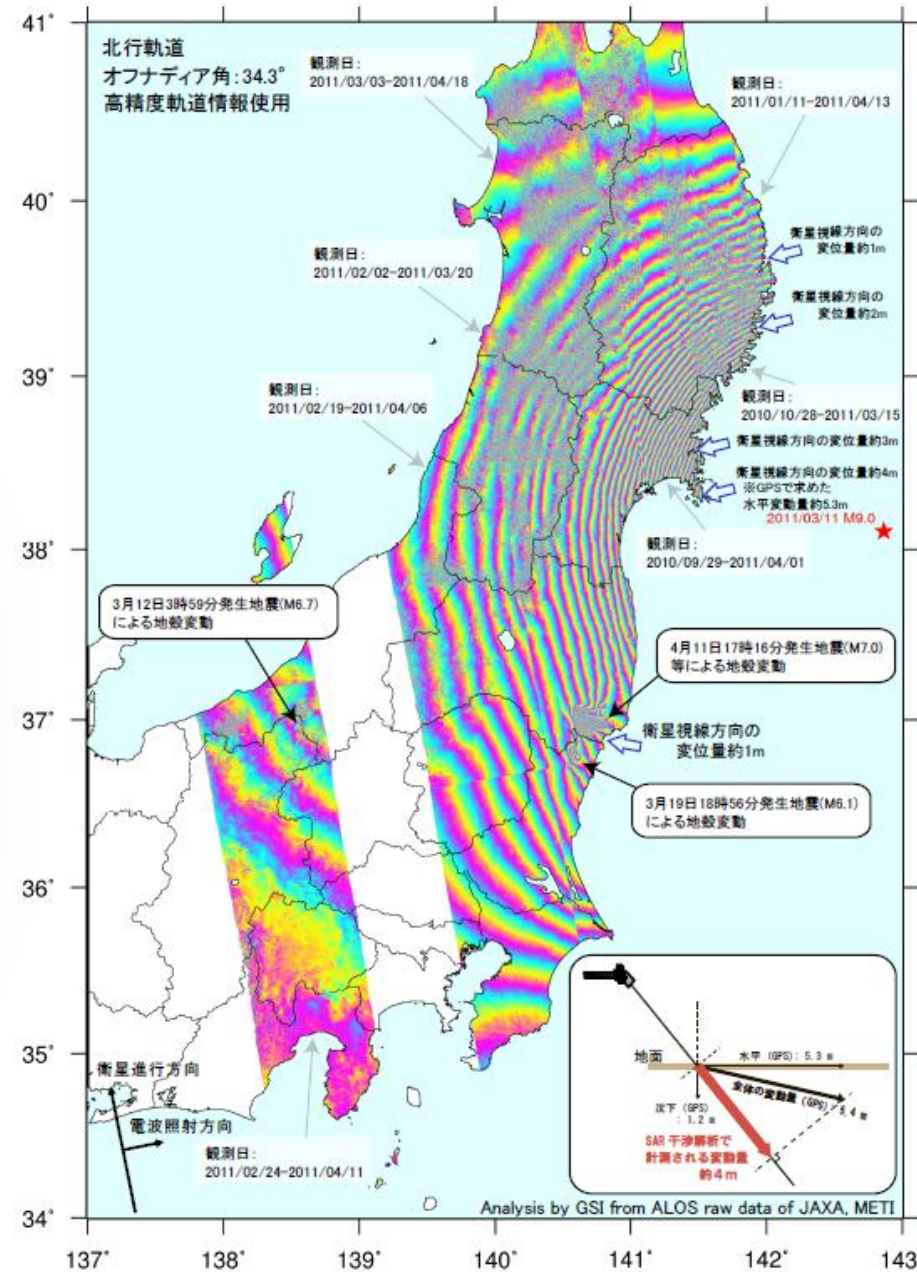 41°
40°
39°
38°
37°
36°
35°
34°
137°
138°
139°
140°
141°
142°
143°
北行軌道
オフナディア角:34.3°
高精度軌道情報使用
観測日:
2011/03/03-2011/04/18
観測日:
2011/01/11-2011/04/13
衛星視線方向の
変位量約1m
観測日:
2011/02/02-2011/03/20
衛星視線方向の
変位量約2m
観測日:
2011/02/19-2011/04/06
観測日:
2010/10/28-2011/03/15
衛星視線方向の変位量約3m
衛星視線方向の変位量約4m
※GPSで求めた
水平変動量約5.3m
2011/03/11 M9.0
観測日:
2010/09/29-2011/04/01
3月12日3時59分発生地震(M6.7)
による地殻変動
4月11日17時16分発生地震(M7.0)
等による地殻変動
衛星視線方向の
変位量約1m
3月19日18時56分発生地震(M6.1)
による地殻変動
衛星進行方向
電波照射方向
観測日:
2011/02/24-2011/04/11
地面
水平 (GPS): 5.3 m
全体の変動量 (GPS): 5.4 m
沈下 (GPS)
: 1.2 m
SAR 干渉解析で
計測される変動量
約4m
Analysis by GSI from ALOS raw data of JAXA, METI